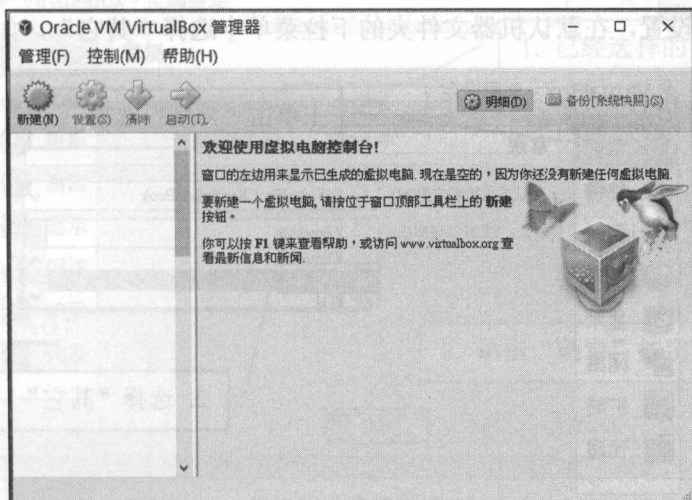 Oracle VM Virtualbox 管理器
管理(F) 控制(M) 帮助(H)
新建(N) 设置(S) 清除 启动(T) 明细(D) 备份[系统快照](S)
欢迎使用虚拟电脑控制台!
窗口的左边用来显示已生成的虚拟电脑. 现在是空的，因为你还没有新建任何虚拟电脑.
要新建一个虚拟电脑, 请按位于窗口顶部工具栏上的 新建
按钮。
你可以按 F1 键来查看帮助，或访问 www.virtualbox.org 查
看最新信息和新闻.